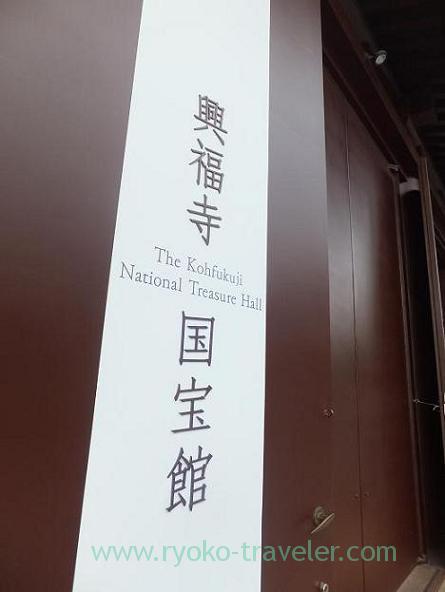 興福寺
The Kohfukuji
National Treasure Hall
国宝館
www.ryoko-traveler.com